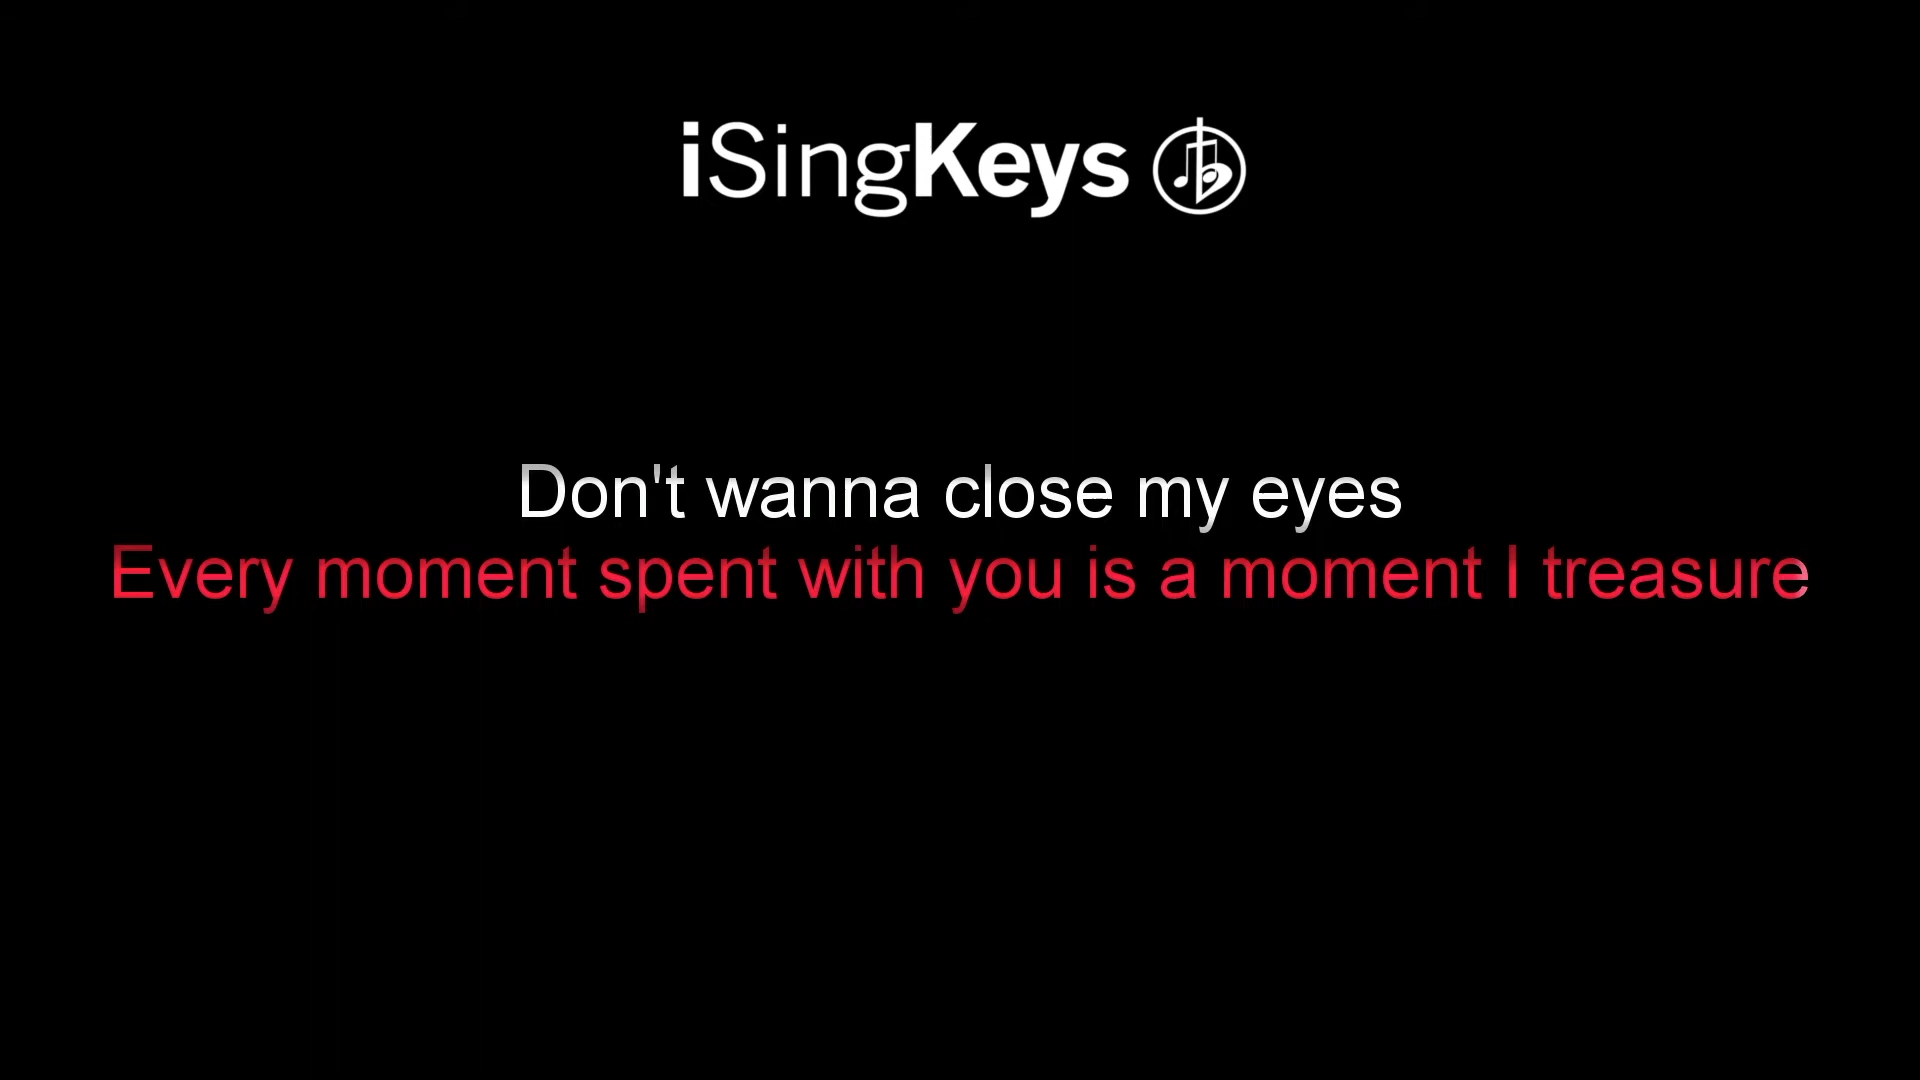 iSingKeys
Don't wanna close my eyes
Every moment spent with you is a moment I treasure